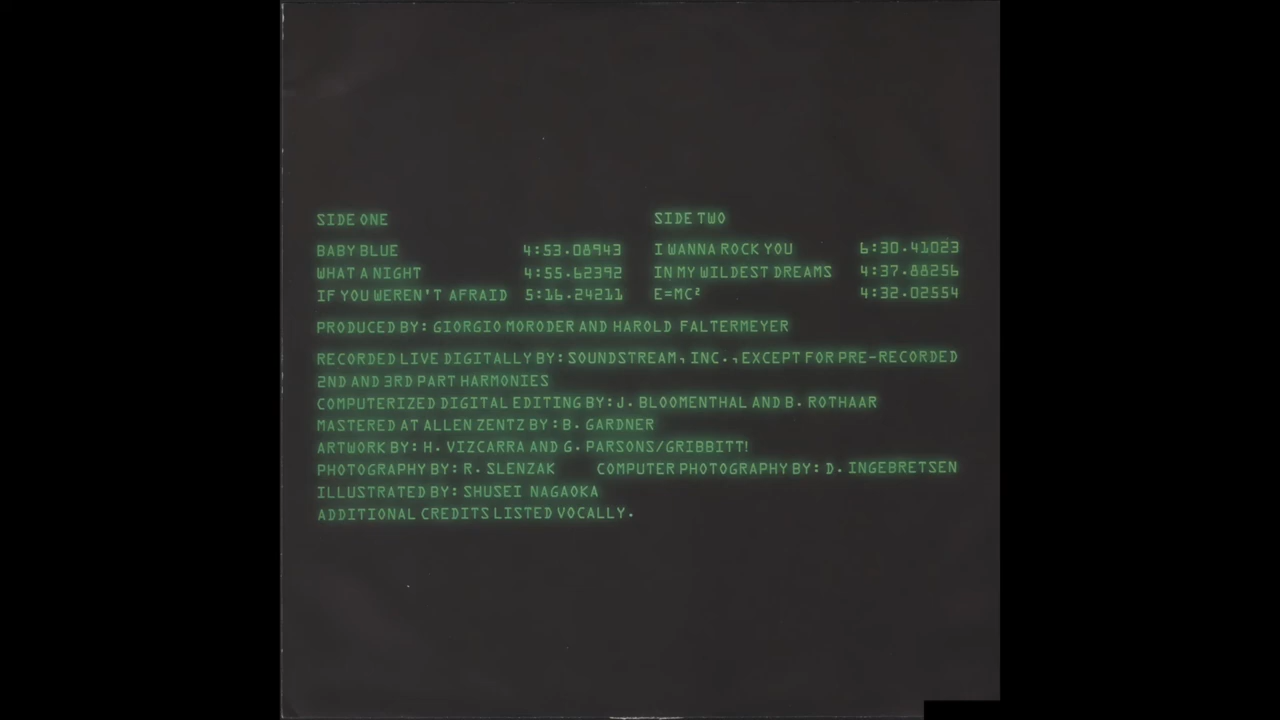 SIDE ONE
BABY BLUE 4:53.08943
WHAT A NIGHT 4:55.62392
IF YOU WEREN'T AFRAID 5:16.24211
SIDE TWO
I WANNA ROCK YOU 6:30.41023
IN MY WILDEST DREAMS 4:37.88256
E=MC² 4:32.02554
PRODUCED BY: GIORGIO MORODER AND HAROLD FALTERMEYER
RECORDED LIVE DIGITALLY BY: SOUNDSTREAM, INC., EXCEPT FOR PRE-RECORDED
2ND AND 3RD PART HARMONIES
COMPUTERIZED DIGITAL EDITING BY: J. BLOOMENTHAL AND B. ROTHAAR
MASTERED AT ALLEN ZENTZ BY: B. GARDNER
ARTWORK BY: H. VIZCARRA AND G. PARSONS/GRIBBITT!
PHOTOGRAPHY BY: R. SLENZAK COMPUTER PHOTOGRAPHY BY: D. INGEBRETSEN
ILLUSTRATED BY: SHUSEI NAGAOKA
ADDITIONAL CREDITS LISTED VOCALLY.